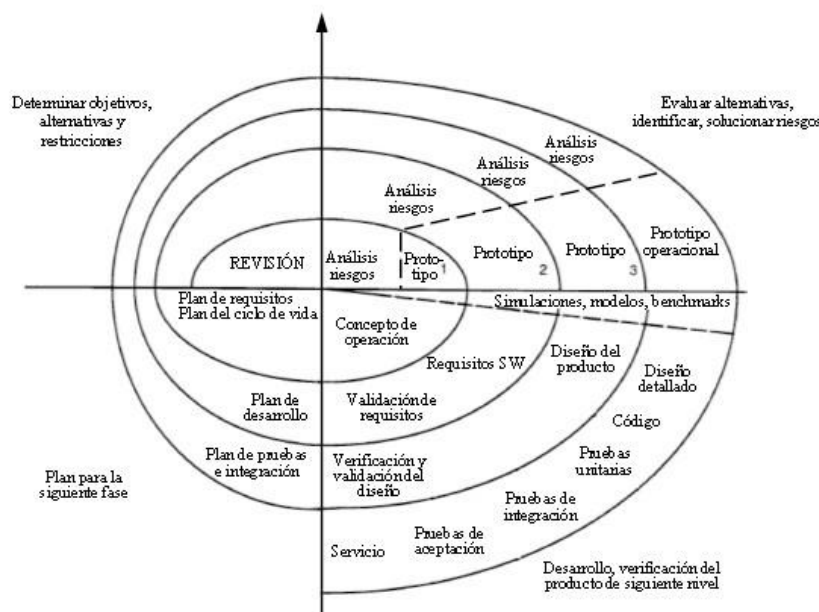 Determinar objetivos,
alternativas y
restricciones
Evaluar alternativas,
identificar, solucionar riesgos
Análisis
riesgos
Análisis
riesgos
Análisis
riesgos
REVISIÓN
Análisis
riesgos
Proto-
tipo 1
Prototipo
2
Prototipo
3
Prototipo
operacional
Simulaciones, modelos, benchmarks
Plan de requisitos
Plan del ciclo de vida
Concepto de
operación
Requisitos SW
Diseño del
producto
Diseño
detallado
Plan de
desarrollo
Validación de
requisitos
Código
Plan de pruebas
e integración
Verificación y
validación del
diseño
Pruebas
unitarias
Plan para la
siguiente fase
Pruebas de
integración
Servicio
Pruebas de
aceptación
Desarrollo, verificación del
producto de siguiente nivel